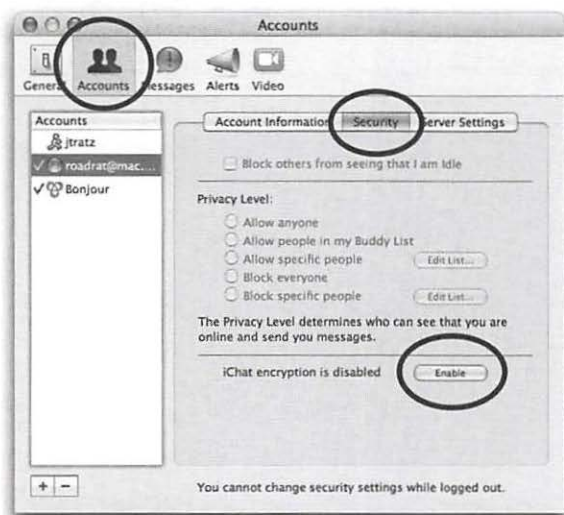 Accounts
General Accounts Messages Alerts Video
Accounts
jtratz
roadrat@mac....
Bonjour
Account Information Security Server Settings
Block others from seeing that I am Idle
Privacy Level:
Allow anyone
Allow people in my Buddy List
Allow specific people Edit List...
Block everyone
Block specific people Edit List...
The Privacy Level determines who can see that you are
online and send you messages.
iChat encryption is disabled Enable
+ −
You cannot change security settings while logged out.